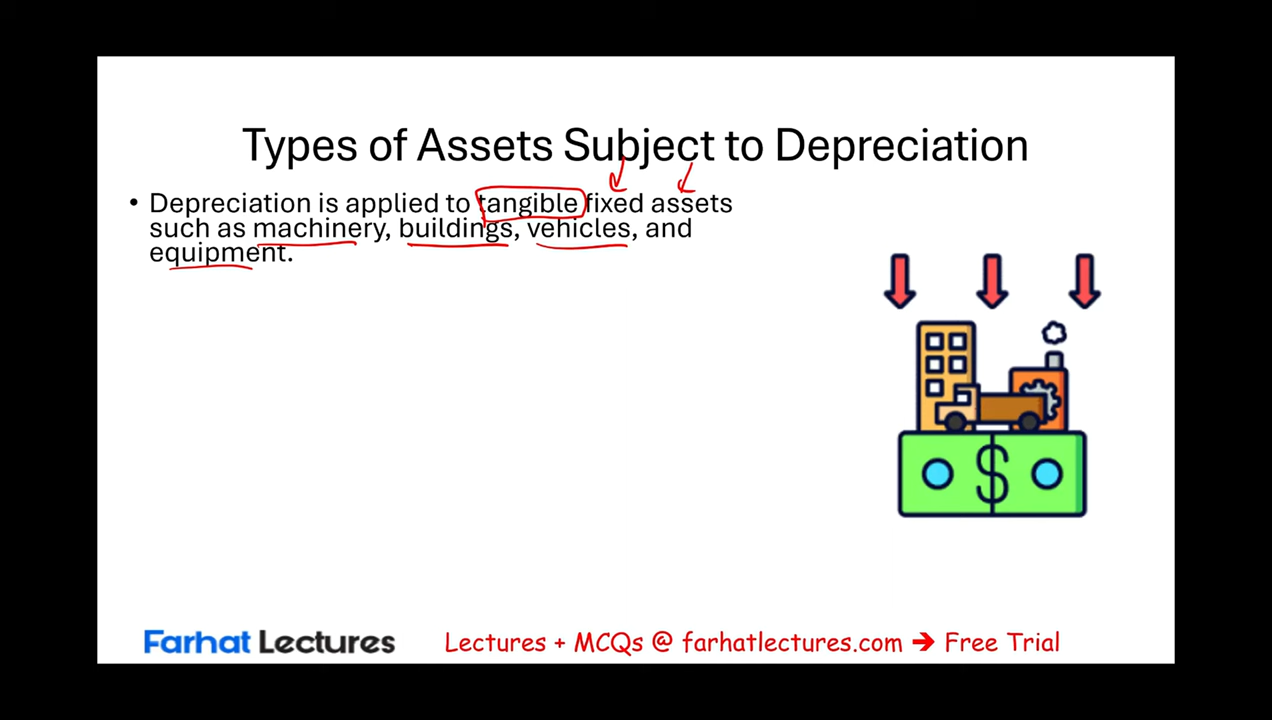 Types of Assets Subject to Depreciation
• Depreciation is applied to tangible fixed assets
such as machinery, buildings, vehicles, and
equipment.
$
Farhat Lectures
Lectures + MCQs @ farhatlectures.com → Free Trial